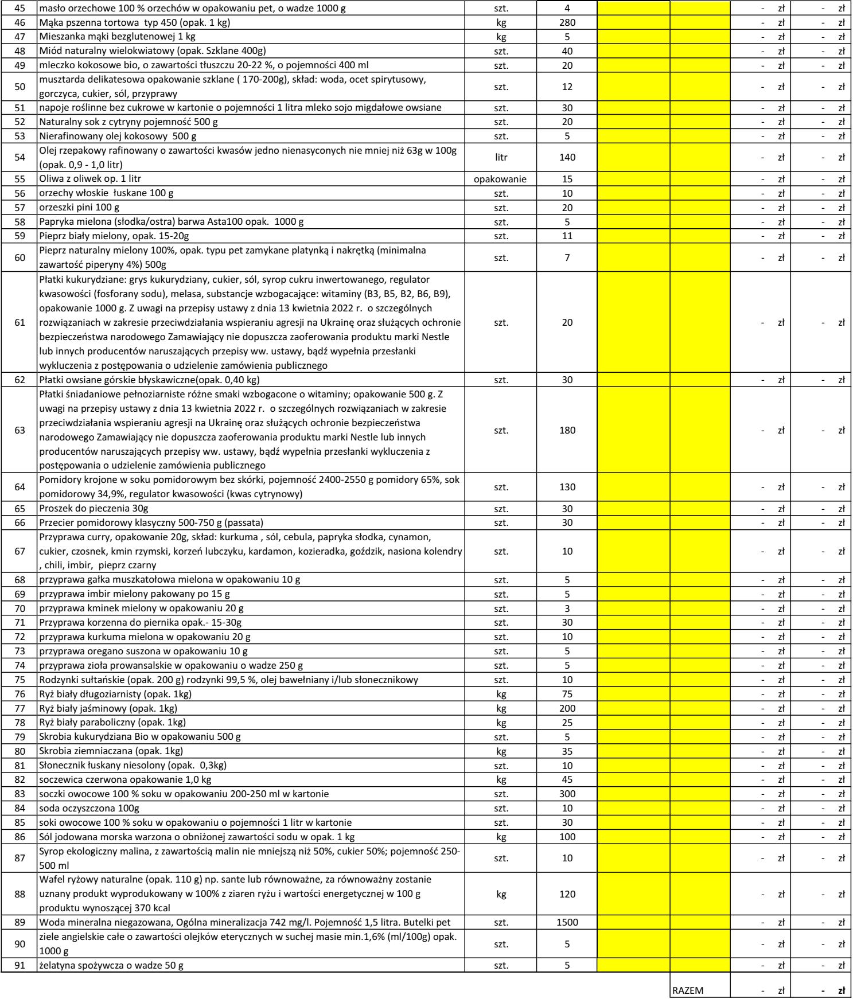 45 masło orzechowe 100 % orzechów w opakowaniu pet, o wadze 1000 g szt. 4 - zł - zł
46 Mąka pszenna tortowa typ 450 (opak. 1 kg) kg 280 - zł - zł
47 Mieszanka mąki bezglutenowej 1 kg kg 5 - zł - zł
48 Miód naturalny wielokwiatowy (opak. Szklane 400g) szt. 40 - zł - zł
49 mleczko kokosowe bio, o zawartości tłuszczu 20-22 %, o pojemności 400 ml szt. 20 - zł - zł
musztarda delikatesowa opakowanie szklane ( 170-200g), skład: woda, ocet spirytusowy,
50 szt. 12 - zł - zł
gorczyca, cukier, sól, przyprawy
51 napoje roślinne bez cukrowe w kartonie o pojemności 1 litra mleko sojo migdałowe owsiane szt. 30 - zł - zł
52 Naturalny sok z cytryny pojemność 500 g szt. 20 - zł - zł
53 Nierafinowany olej kokosowy 500 g szt. 5 - zł - zł
Olej rzepakowy rafinowany o zawartości kwasów jedno nienasyconych nie mniej niż 63g w 100g
54 litr 140 - zł - zł
(opak. 0,9 - 1,0 litr)
55 Oliwa z oliwek op. 1 litr opakowanie 15 - zł - zł
56 orzechy włoskie łuskane 100 g szt. 10 - zł - zł
57 orzeszki pini 100 g szt. 20 - zł - zł
58 Papryka mielona (słodka/ostra) barwa Asta100 opak. 1000 g szt. 5 - zł - zł
59 Pieprz biały mielony, opak. 15-20g szt. 11 - zł - zł
Pieprz naturalny mielony 100%, opak. typu pet zamykane platynką i nakrętką (minimalna
60 szt. 7 - zł - zł
zawartość piperyny 4%) 500g
Płatki kukurydziane: grys kukurydziany, cukier, sól, syrop cukru inwertowanego, regulator
kwasowości (fosforany sodu), melasa, substancje wzbogacające: witaminy (B3, B5, B2, B6, B9),
opakowanie 1000 g. Z uwagi na przepisy ustawy z dnia 13 kwietnia 2022 r. o szczególnych
61 rozwiązaniach w zakresie przeciwdziałania wspieraniu agresji na Ukrainę oraz służących ochronie szt. 20 - zł - zł
bezpieczeństwa narodowego Zamawiający nie dopuszcza zaoferowania produktu marki Nestle
lub innych producentów naruszających przepisy ww. ustawy, bądź wypełnia przesłanki
wykluczenia z postępowania o udzielenie zamówienia publicznego
62 Płatki owsiane górskie błyskawiczne(opak. 0,40 kg) szt. 30 - zł - zł
Płatki śniadaniowe pełnoziarniste różne smaki wzbogacone o witaminy; opakowanie 500 g. Z
uwagi na przepisy ustawy z dnia 13 kwietnia 2022 r. o szczególnych rozwiązaniach w zakresie
przeciwdziałania wspieraniu agresji na Ukrainę oraz służących ochronie bezpieczeństwa
63 szt. 180 - zł - zł
narodowego Zamawiający nie dopuszcza zaoferowania produktu marki Nestle lub innych
producentów naruszających przepisy ww. ustawy, bądź wypełnia przesłanki wykluczenia z
postępowania o udzielenie zamówienia publicznego
Pomidory krojone w soku pomidorowym bez skórki, pojemność 2400-2550 g pomidory 65%, sok
64 szt. 130 - zł - zł
pomidorowy 34,9%, regulator kwasowości (kwas cytrynowy)
65 Proszek do pieczenia 30g szt. 30 - zł - zł
66 Przecier pomidorowy klasyczny 500-750 g (passata) szt. 30 - zł - zł
Przyprawa curry, opakowanie 20g, skład: kurkuma , sól, cebula, papryka słodka, cynamon,
67 cukier, czosnek, kmin rzymski, korzeń lubczyku, kardamon, kozieradka, goździk, nasiona kolendry szt. 10 - zł - zł
, chili, imbir, pieprz czarny
68 przyprawa gałka muszkatołowa mielona w opakowaniu 10 g szt. 5 - zł - zł
69 przyprawa imbir mielony pakowany po 15 g szt. 5 - zł - zł
70 przyprawa kminek mielony w opakowaniu 20 g szt. 3 - zł - zł
71 Przyprawa korzenna do piernika opak.- 15-30g szt. 30 - zł - zł
72 przyprawa kurkuma mielona w opakowaniu 20 g szt. 10 - zł - zł
73 przyprawa oregano suszona w opakowaniu 10 g szt. 5 - zł - zł
74 przyprawa zioła prowansalskie w opakowaniu o wadze 250 g szt. 5 - zł - zł
75 Rodzynki sułtańskie (opak. 200 g) rodzynki 99,5 %, olej bawełniany i/lub słonecznikowy szt. 10 - zł - zł
76 Ryż biały długoziarnisty (opak. 1kg) kg 75 - zł - zł
77 Ryż biały jaśminowy (opak. 1kg) kg 200 - zł - zł
78 Ryż biały paraboliczny (opak. 1kg) kg 25 - zł - zł
79 Skrobia kukurydziana Bio w opakowaniu 500 g szt. 5 - zł - zł
80 Skrobia ziemniaczana (opak. 1kg) kg 35 - zł - zł
81 Słonecznik łuskany niesolony (opak. 0,3kg) szt. 10 - zł - zł
82 soczewica czerwona opakowanie 1,0 kg kg 45 - zł - zł
83 soczki owocowe 100 % soku w opakowaniu 200-250 ml w kartonie szt. 300 - zł - zł
84 soda oczyszczona 100g szt. 10 - zł - zł
85 soki owocowe 100 % soku w opakowaniu o pojemności 1 litr w kartonie szt. 30 - zł - zł
86 Sól jodowana morska warzona o obniżonej zawartości sodu w opak. 1 kg kg 100 - zł - zł
Syrop ekologiczny malina, z zawartością malin nie mniejszą niż 50%, cukier 50%; pojemność 250-
87 szt. 10 - zł - zł
500 ml
Wafel ryżowy naturalne (opak. 110 g) np. sante lub równoważne, za równoważny zostanie
88 uznany produkt wyprodukowany w 100% z ziaren ryżu i wartości energetycznej w 100 g kg 120 - zł - zł
produktu wynoszącej 370 kcal
89 Woda mineralna niegazowana, Ogólna mineralizacja 742 mg/l. Pojemność 1,5 litra. Butelki pet szt. 1500 - zł - zł
ziele angielskie całe o zawartości olejków eterycznych w suchej masie min.1,6% (ml/100g) opak.
90 szt. 5 - zł - zł
1000 g
91 żelatyna spożywcza o wadze 50 g szt. 5 - zł - zł
RAZEM - zł - zł